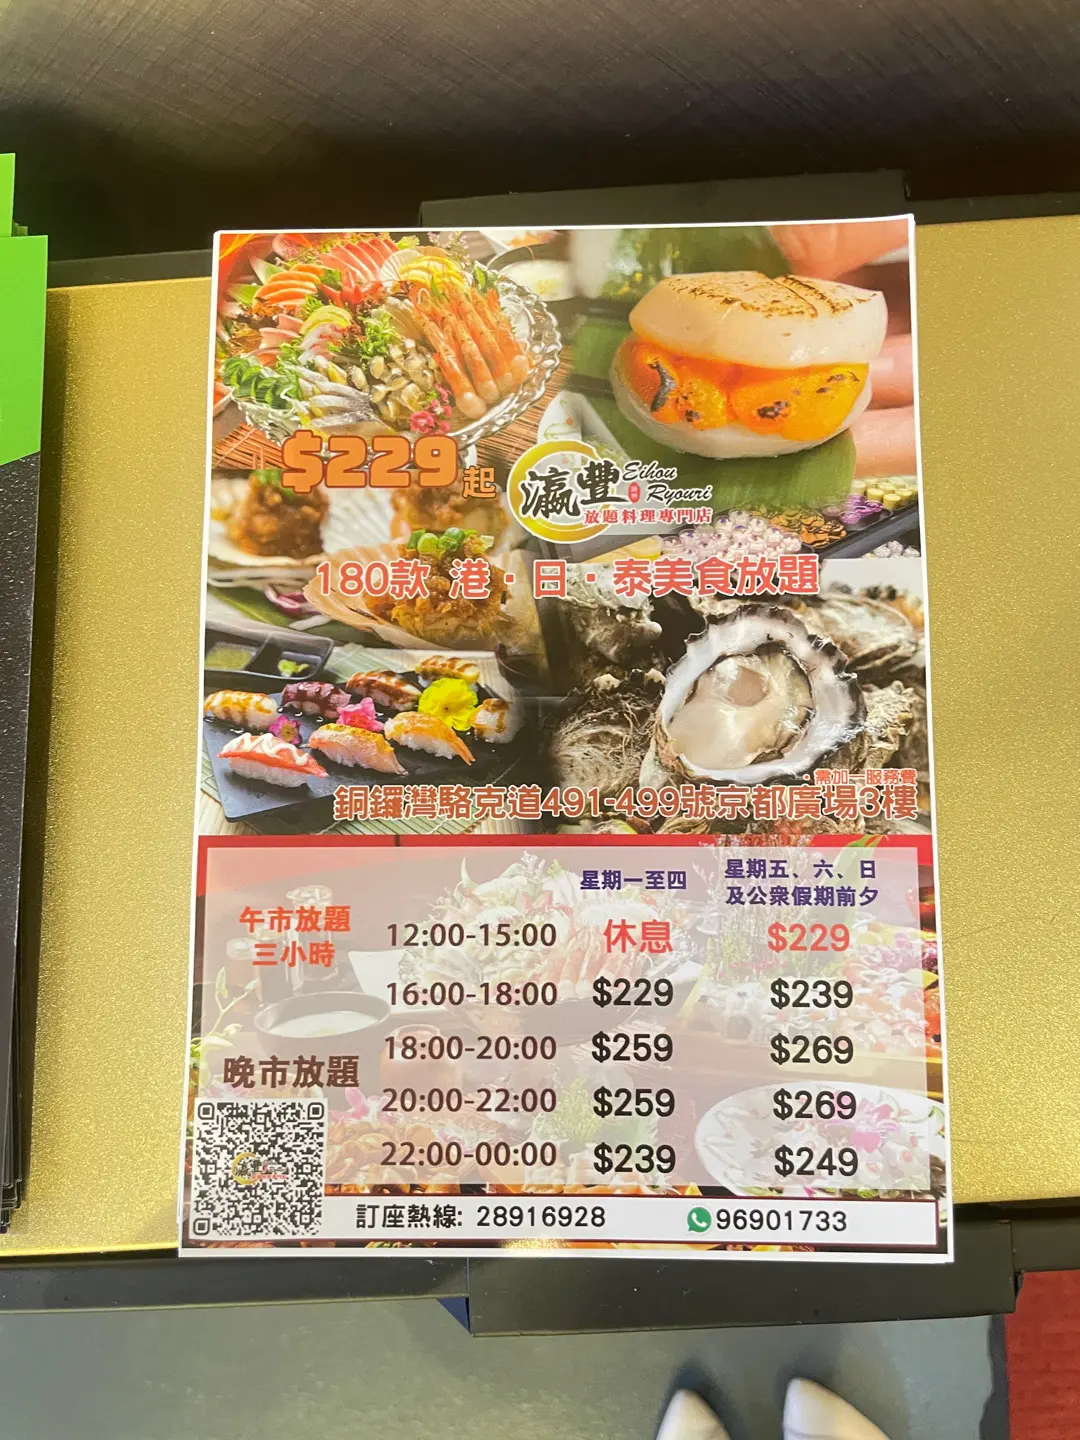 $229起
瀛豐
Eihou
Ryouri
放題料理專門店
180款 港·日·泰美食放題
·需加一服務費
銅鑼灣駱克道491-499號京都廣場3樓
星期一至四
星期五、六、日
及公眾假期前夕
午市放題
三小時
12:00-15:00 休息 $229
16:00-18:00 $229 $239
晚市放題
18:00-20:00 $259 $269
20:00-22:00 $259 $269
22:00-00:00 $239 $249
訂座熱線: 28916928 96901733